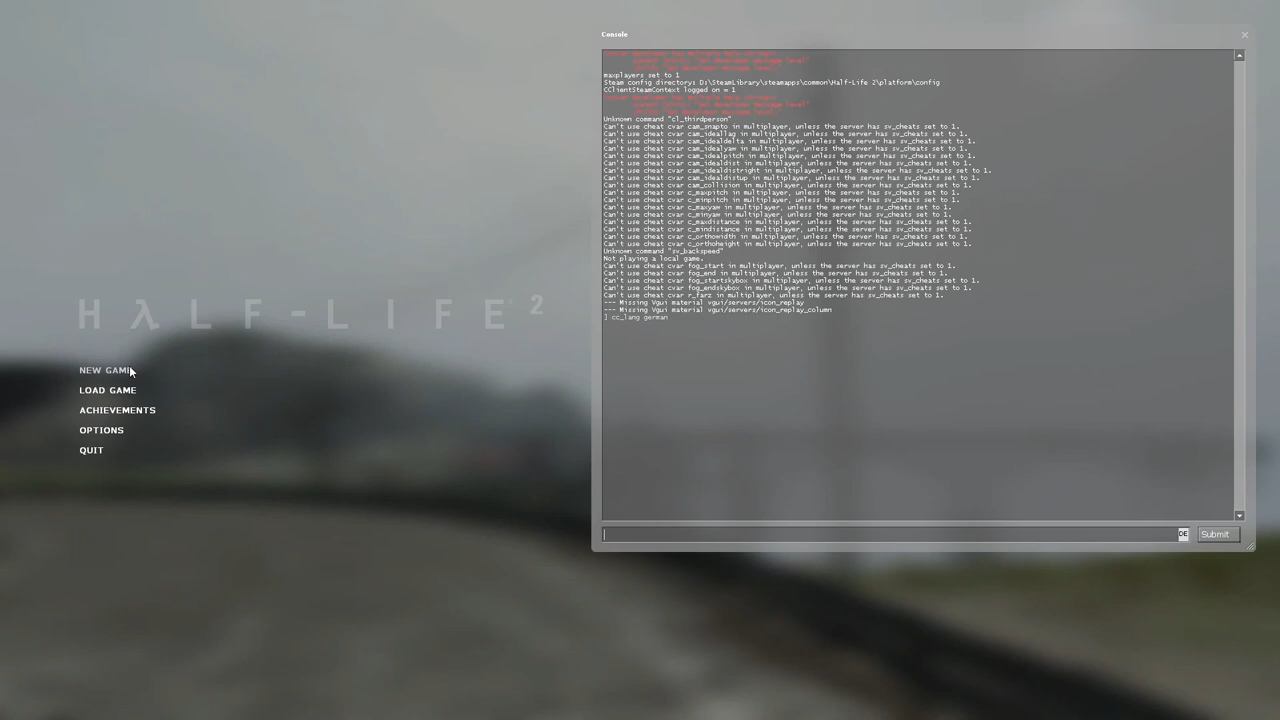 Console
maxplayers set to 1
Steam config directory: D:\SteamLibrary\steamapps\common\Half-Life 2\platform\config
CClientSteamContext logged on = 1
Unknown command "cl_thirdperson"
Can't use cheat cvar cam_snapto in multiplayer, unless the server has sv_cheats set to 1.
Can't use cheat cvar cam_ideallag in multiplayer, unless the server has sv_cheats set to 1.
Can't use cheat cvar cam_idealdelta in multiplayer, unless the server has sv_cheats set to 1.
Can't use cheat cvar cam_idealyaw in multiplayer, unless the server has sv_cheats set to 1.
Can't use cheat cvar cam_idealpitch in multiplayer, unless the server has sv_cheats set to 1.
Can't use cheat cvar cam_idealdist in multiplayer, unless the server has sv_cheats set to 1.
Can't use cheat cvar cam_idealdistright in multiplayer, unless the server has sv_cheats set to 1.
Can't use cheat cvar cam_idealdistup in multiplayer, unless the server has sv_cheats set to 1.
Can't use cheat cvar cam_collision in multiplayer, unless the server has sv_cheats set to 1.
Can't use cheat cvar c_maxpitch in multiplayer, unless the server has sv_cheats set to 1.
Can't use cheat cvar c_minpitch in multiplayer, unless the server has sv_cheats set to 1.
Can't use cheat cvar c_maxyaw in multiplayer, unless the server has sv_cheats set to 1.
Can't use cheat cvar c_minyaw in multiplayer, unless the server has sv_cheats set to 1.
Can't use cheat cvar c_maxdistance in multiplayer, unless the server has sv_cheats set to 1.
Can't use cheat cvar c_mindistance in multiplayer, unless the server has sv_cheats set to 1.
Can't use cheat cvar c_orthowidth in multiplayer, unless the server has sv_cheats set to 1.
Can't use cheat cvar c_orthoheight in multiplayer, unless the server has sv_cheats set to 1.
Unknown command "sv_backspeed"
Not playing a local game.
Can't use cheat cvar fog_start in multiplayer, unless the server has sv_cheats set to 1.
Can't use cheat cvar fog_end in multiplayer, unless the server has sv_cheats set to 1.
Can't use cheat cvar fog_startskybox in multiplayer, unless the server has sv_cheats set to 1.
Can't use cheat cvar fog_endskybox in multiplayer, unless the server has sv_cheats set to 1.
Can't use cheat cvar r_farz in multiplayer, unless the server has sv_cheats set to 1.
--- Missing Vgui material vgui/servers/icon_replay
--- Missing Vgui material vgui/servers/icon_replay_column
] cc_lang german
DE
Submit
HλLF-LIFE 2
NEW GAME
LOAD GAME
ACHIEVEMENTS
OPTIONS
QUIT